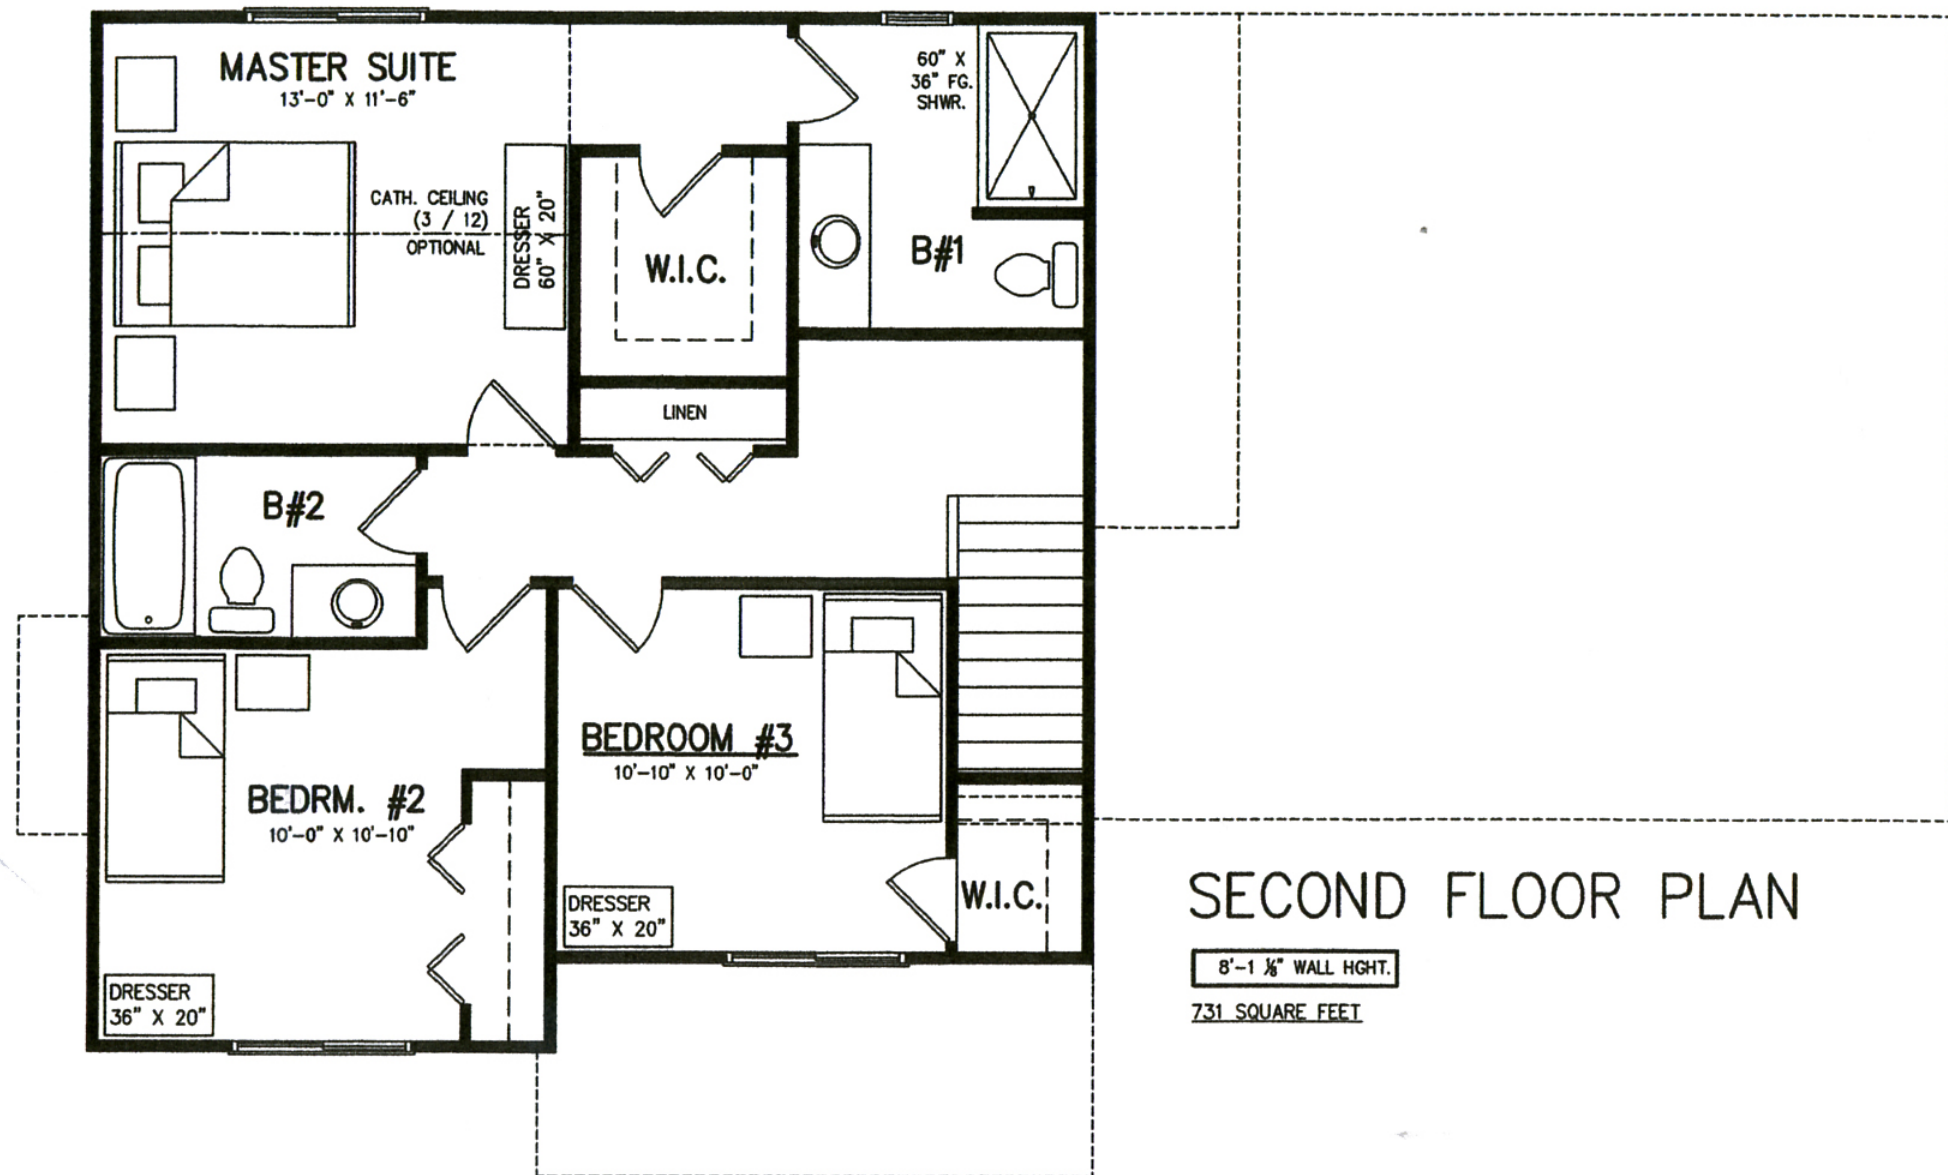 MASTER SUITE
13'-0" X 11'-6"
60" X
36" FG.
SHWR.
CATH. CEILING
(3 / 12)
OPTIONAL
DRESSER
60" X 20"
W.I.C.
B#1
LINEN
B#2
BEDROOM #3
10'-10" X 10'-0"
BEDRM. #2
10'-0" X 10'-10"
DRESSER
36" X 20"
W.I.C.
DRESSER
36" X 20"
SECOND FLOOR PLAN
8'-1 ⅛" WALL HGHT.
731 SQUARE FEET